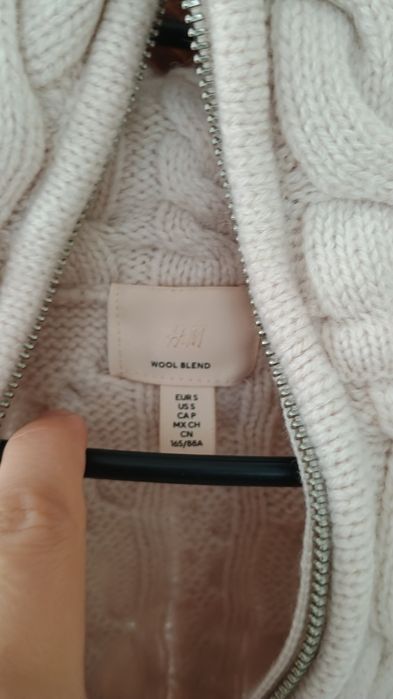 H&M
WOOL BLEND
EUR S
US S
CA P
MX CH
CN
165/88A